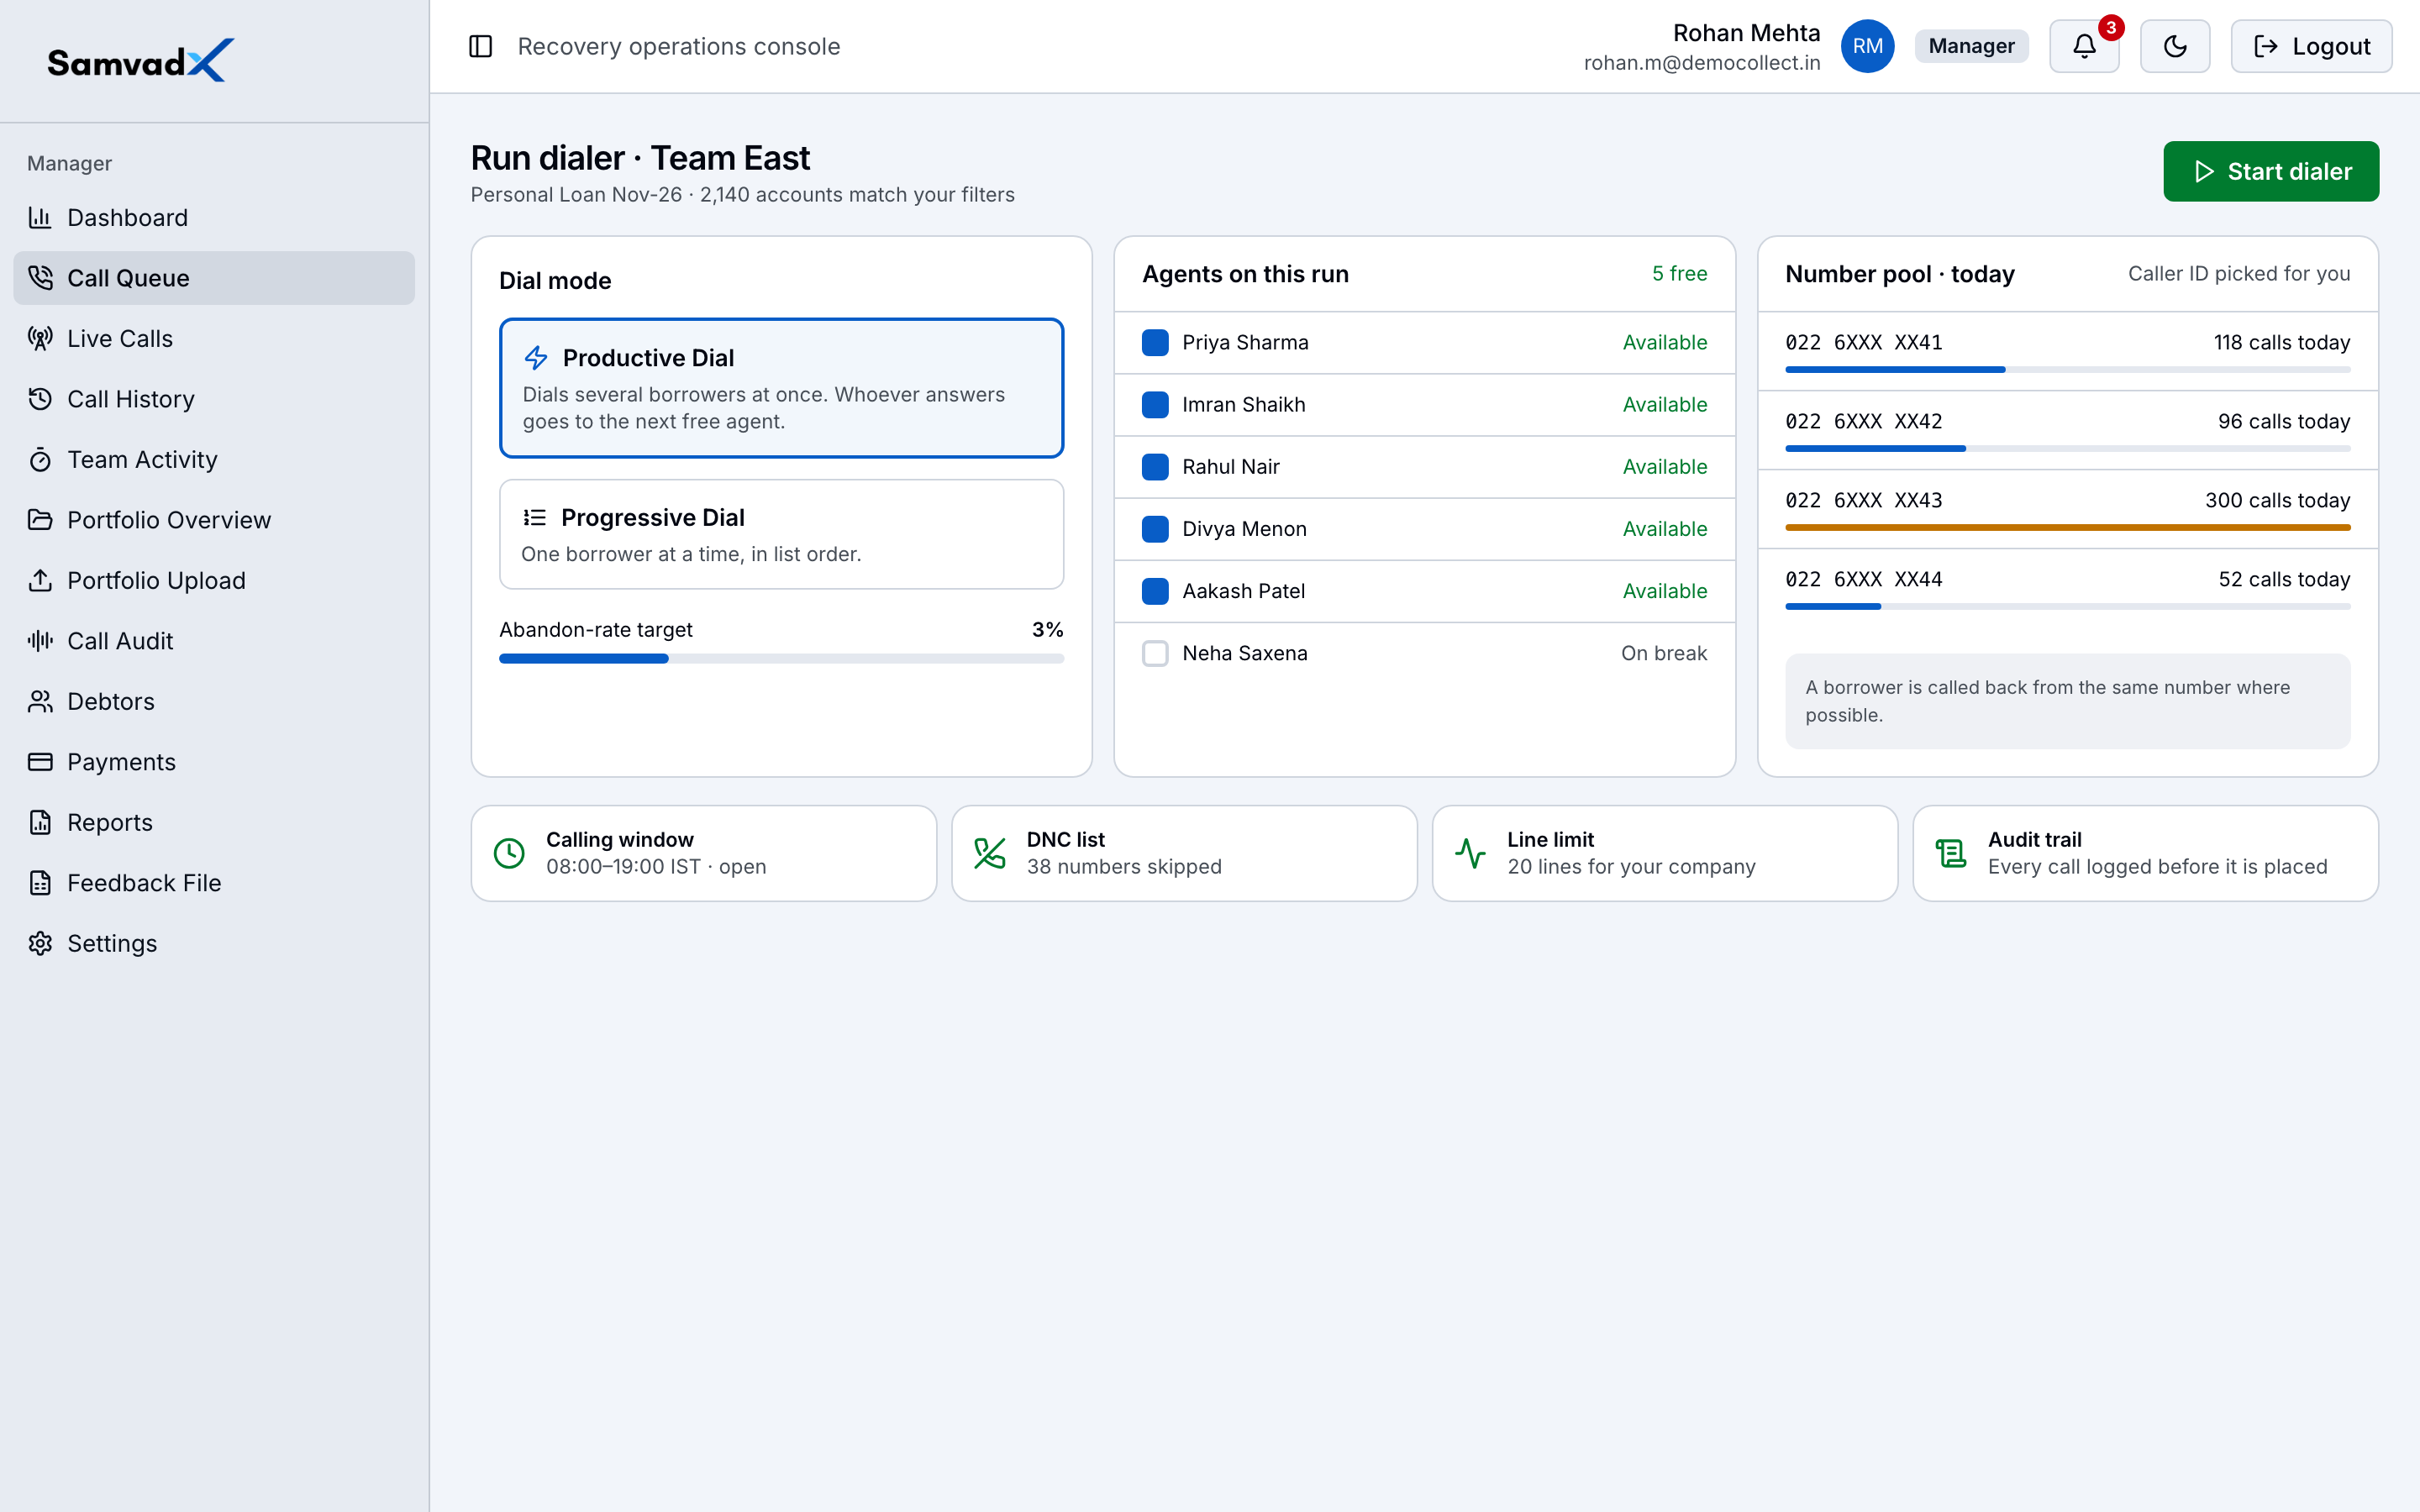 SamvadX
Recovery operations console
Rohan Mehta
rohan.m@democollect.in
RM
Manager
3
Logout
Manager
Dashboard
Call Queue
Live Calls
Call History
Team Activity
Portfolio Overview
Portfolio Upload
Call Audit
Debtors
Payments
Reports
Feedback File
Settings
Run dialer · Team East
Personal Loan Nov-26 · 2,140 accounts match your filters
Start dialer
Dial mode
Productive Dial
Dials several borrowers at once. Whoever answers
goes to the next free agent.
Progressive Dial
One borrower at a time, in list order.
Abandon-rate target 3%
Agents on this run 5 free
Priya Sharma Available
Imran Shaikh Available
Rahul Nair Available
Divya Menon Available
Aakash Patel Available
Neha Saxena On break
Number pool · today Caller ID picked for you
022 6XXX XX41 118 calls today
022 6XXX XX42 96 calls today
022 6XXX XX43 300 calls today
022 6XXX XX44 52 calls today
A borrower is called back from the same number where
possible.
Calling window
08:00–19:00 IST · open
DNC list
38 numbers skipped
Line limit
20 lines for your company
Audit trail
Every call logged before it is placed